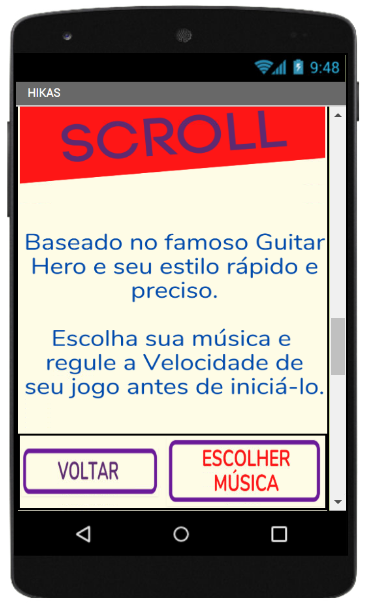 9:48
HIKAS
SCROLL
Baseado no famoso Guitar
Hero e seu estilo rápido e
preciso.
Escolha sua música e
regule a Velocidade de
seu jogo antes de iniciá-lo.
VOLTAR
ESCOLHER
MÚSICA